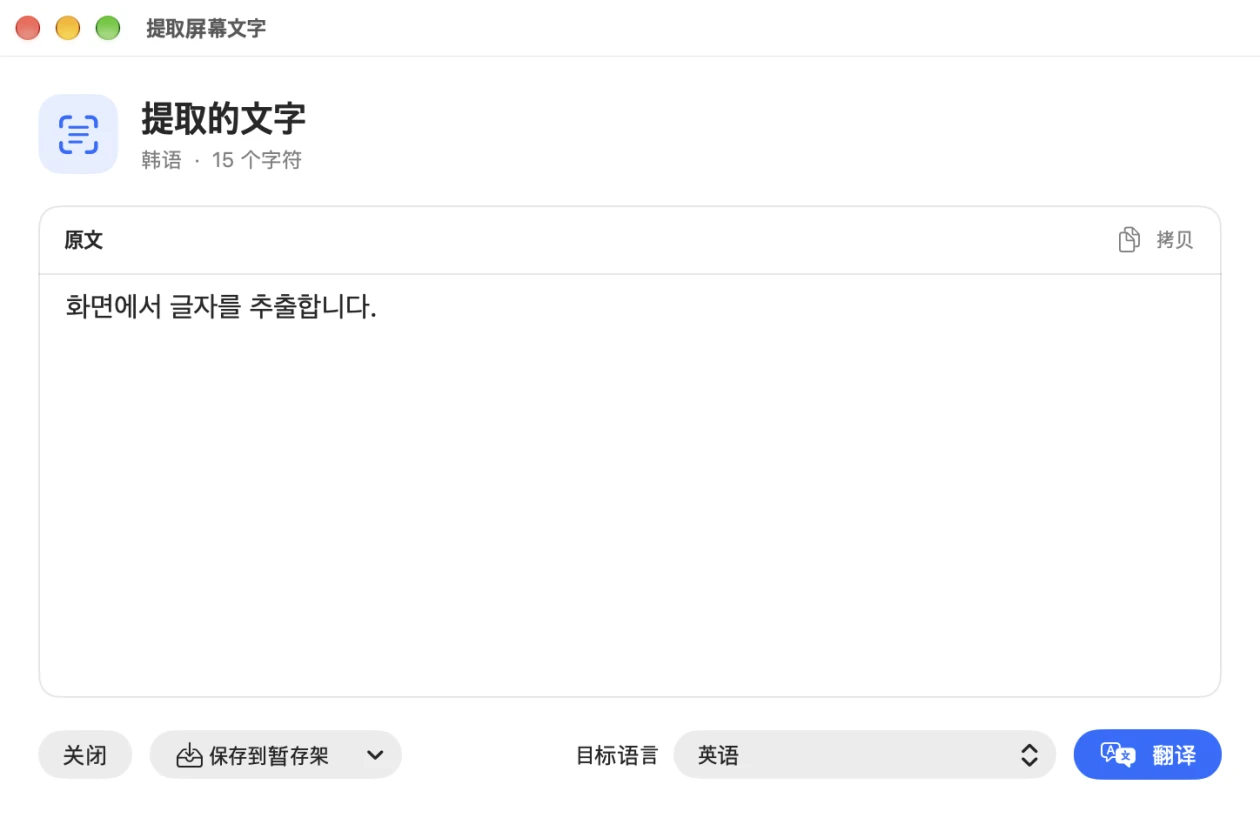 提取屏幕文字
提取的文字
韩语 · 15 个字符
原文
拷贝
화면에서 글자를 추출합니다.
关闭
保存到暂存架
目标语言
英语
翻译